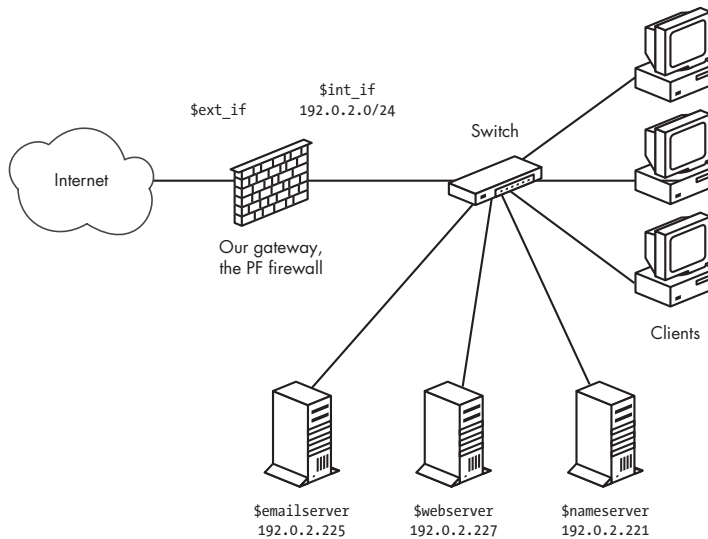 $int_if
$ext_if
192.0.2.0/24
Switch
Internet
Our gateway,
the PF firewall
Clients
$emailserver
192.0.2.225
$webserver
192.0.2.227
$nameserver
192.0.2.221